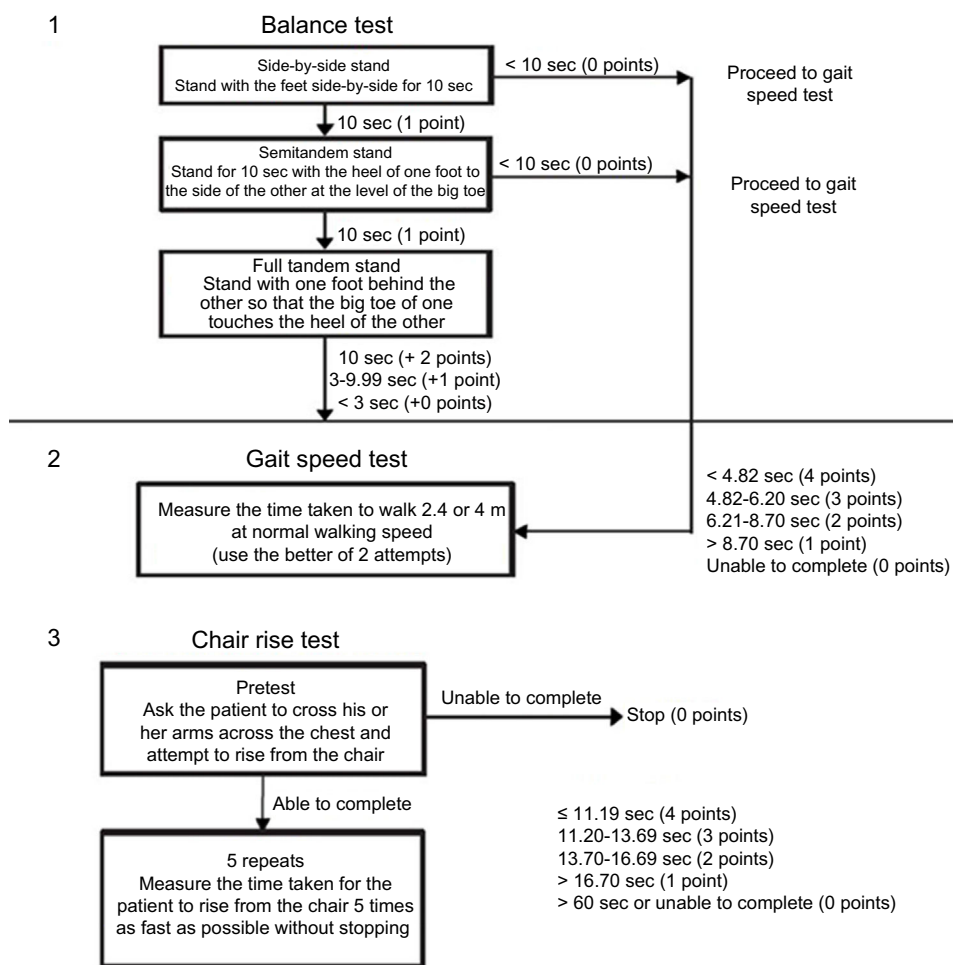 1
Balance test
Side-by-side stand
Stand with the feet side-by-side for 10 sec
< 10 sec (0 points)
Proceed to gait
speed test
10 sec (1 point)
Semitandem stand
Stand for 10 sec with the heel of one foot to
the side of the other at the level of the big toe
< 10 sec (0 points)
Proceed to gait
speed test
10 sec (1 point)
Full tandem stand
Stand with one foot behind the
other so that the big toe of one
touches the heel of the other
10 sec (+ 2 points)
3-9.99 sec (+1 point)
< 3 sec (+0 points)
2
Gait speed test
Measure the time taken to walk 2.4 or 4 m
at normal walking speed
(use the better of 2 attempts)
< 4.82 sec (4 points)
4.82-6.20 sec (3 points)
6.21-8.70 sec (2 points)
> 8.70 sec (1 point)
Unable to complete (0 points)
3
Chair rise test
Pretest
Ask the patient to cross his or
her arms across the chest and
attempt to rise from the chair
Unable to complete
Stop (0 points)
Able to complete
5 repeats
Measure the time taken for the
patient to rise from the chair 5 times
as fast as possible without stopping
≤ 11.19 sec (4 points)
11.20-13.69 sec (3 points)
13.70-16.69 sec (2 points)
> 16.70 sec (1 point)
> 60 sec or unable to complete (0 points)